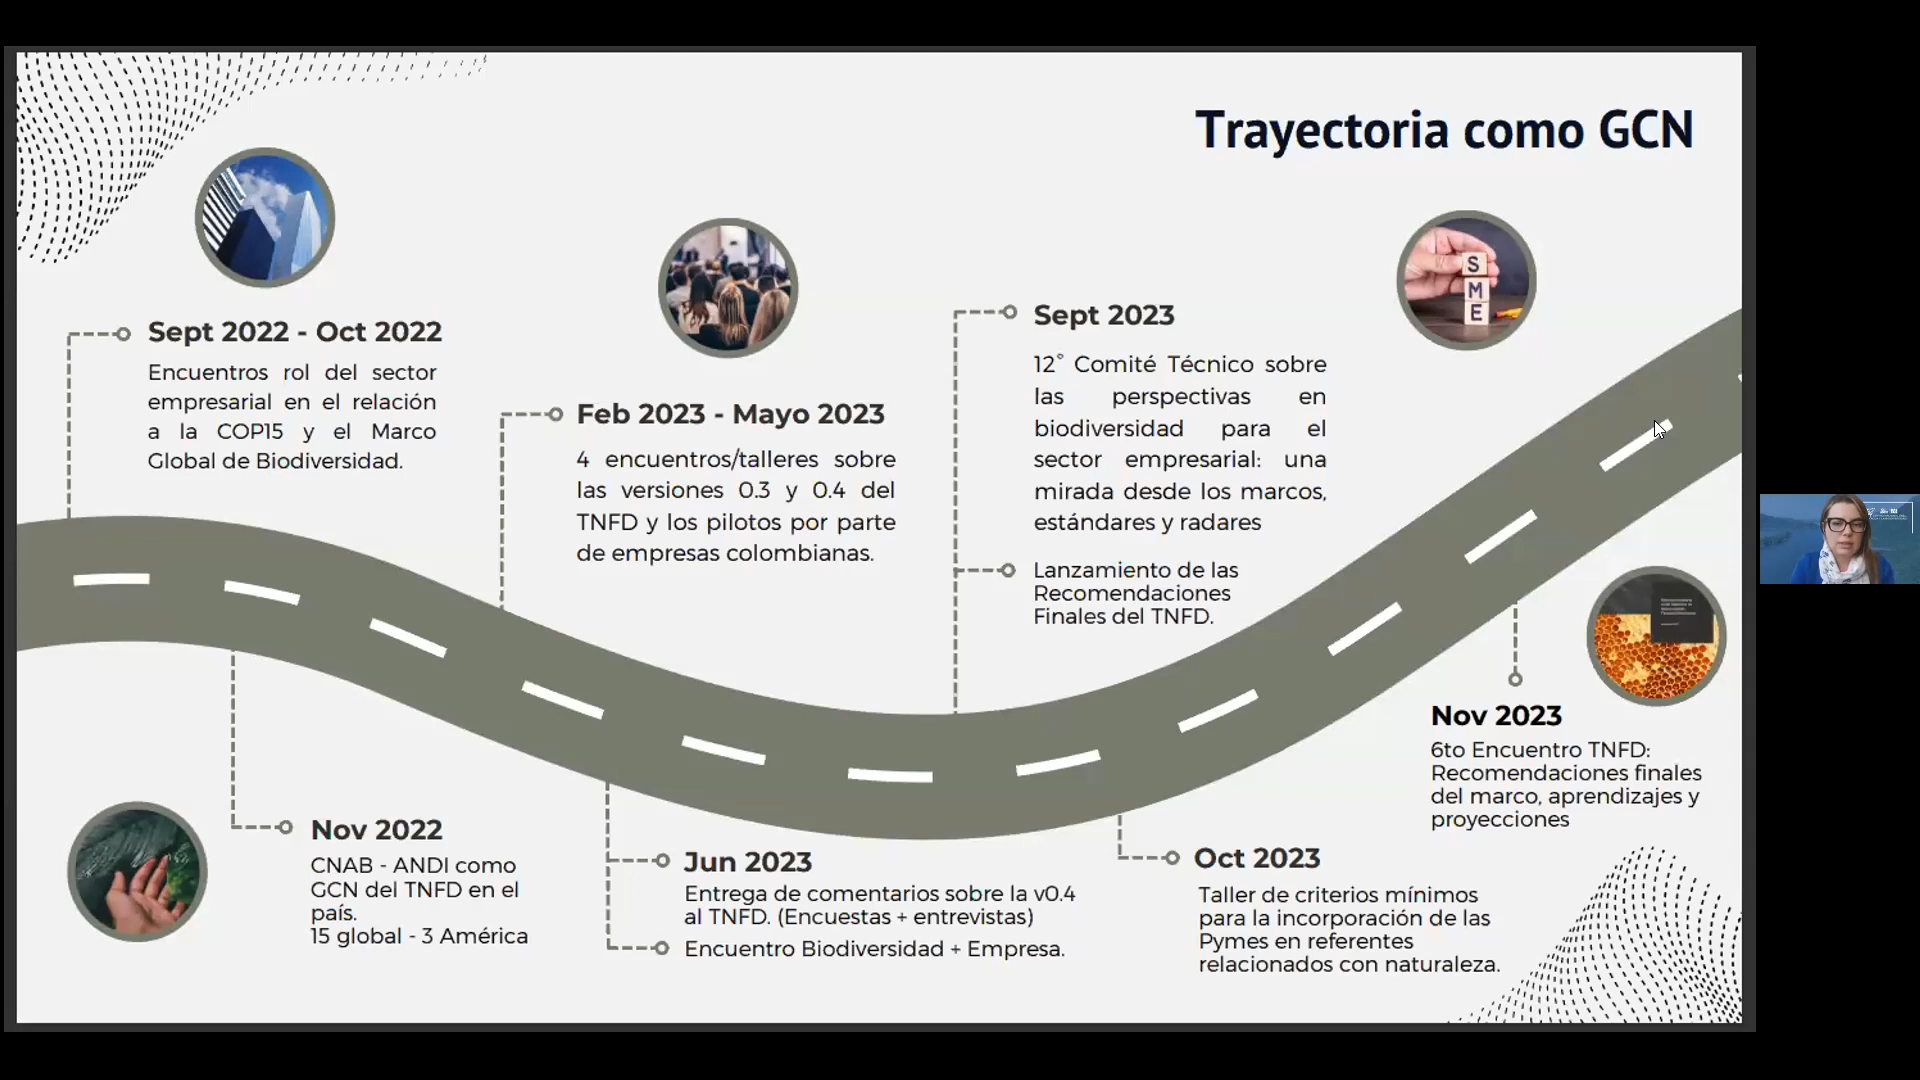 Trayectoria como GCN
Sept 2022 - Oct 2022
Encuentros rol del sector
empresarial en el relación
a la COP15 y el Marco
Global de Biodiversidad.
Nov 2022
CNAB - ANDI como
GCN del TNFD en el
país.
15 global - 3 América
Feb 2023 - Mayo 2023
4 encuentros/talleres sobre
las versiones 0.3 y 0.4 del
TNFD y los pilotos por parte
de empresas colombianas.
Jun 2023
Entrega de comentarios sobre la v0.4
al TNFD. (Encuestas + entrevistas)
Encuentro Biodiversidad + Empresa.
Sept 2023
12° Comité Técnico sobre
las perspectivas en
biodiversidad para el
sector empresarial: una
mirada desde los marcos,
estándares y radares
Lanzamiento de las
Recomendaciones
Finales del TNFD.
Oct 2023
Taller de criterios mínimos
para la incorporación de las
Pymes en referentes
relacionados con naturaleza.
S
M
E
Nov 2023
6to Encuentro TNFD:
Recomendaciones finales
del marco, aprendizajes y
proyecciones